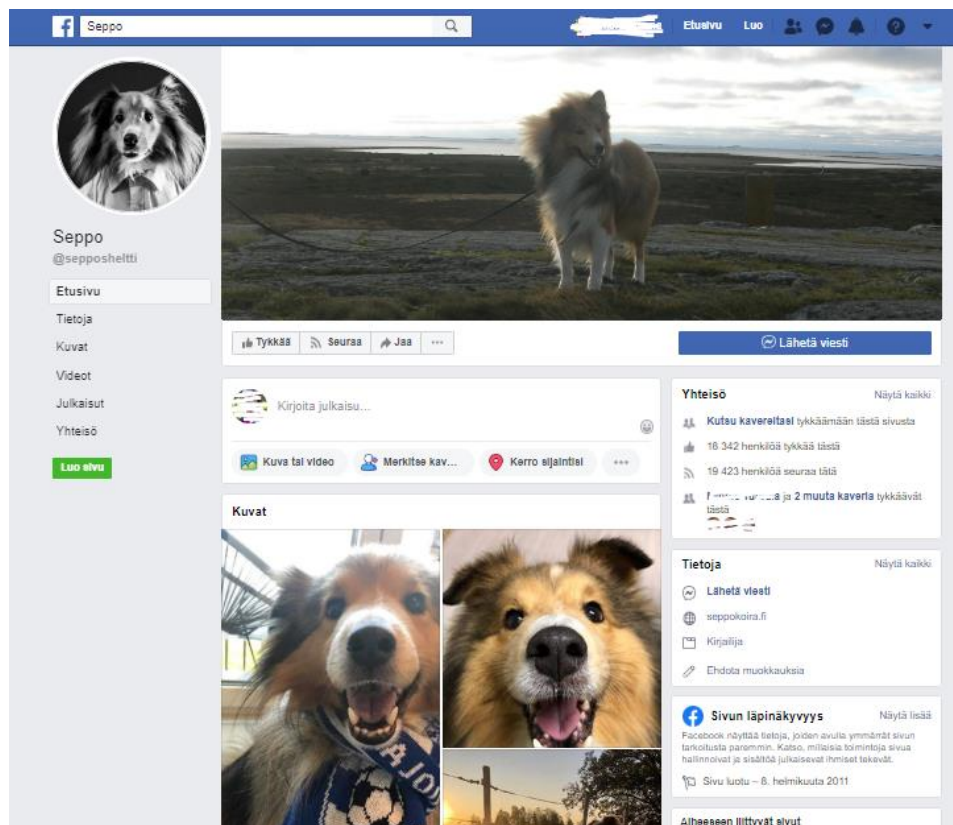 Seppo
Etusivu
Luo
Seppo
@sepposheltti
Etusivu
Tietoja
Kuvat
Videot
Julkaisut
Yhteisö
Luo sivu
Tykkää
Seuraa
Jaa
Lähetä viesti
Kirjoita julkaisu...
Kuva tai video
Merkitse kav...
Kerro sijaintisi
Kuvat
Yhteisö
Näytä kaikki
Kutsu kavereitasi tykkäämään tästä sivusta
18 342 henkilöä tykkää tästä
19 423 henkilöä seuraa tätä
ja 2 muuta kaveria tykkäävät
tästä
Tietoja
Näytä kaikki
Lähetä viesti
seppokoira.fi
Kirjailija
Ehdota muokkauksia
Sivun läpinäkyvyys
Näytä lisää
Facebook näyttää tietoja, joiden avulla ymmärrät sivun
tarkoitusta paremmin. Katso, millaisia toimintoja sivua
hallinnoivat ja sisältöä julkaisevat ihmiset tekevät.
Sivu luotu – 8. helmikuuta 2011
Aiheeseen liittyvät sivut